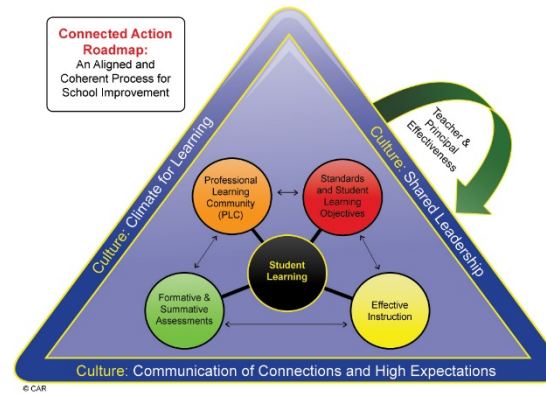 Connected Action
Roadmap:
An Aligned and
Coherent Process for
School Improvement
Teacher &
Principal
Effectiveness
Culture: Climate for Learning
Culture: Shared Leadership
Professional
Learning
Community
(PLC)
Standards and
Student
Learning
Objectives
Student
Learning
Formative &
Summative
Assessments
Effective
Instruction
Culture: Communication of Connections and High Expectations
© CAR